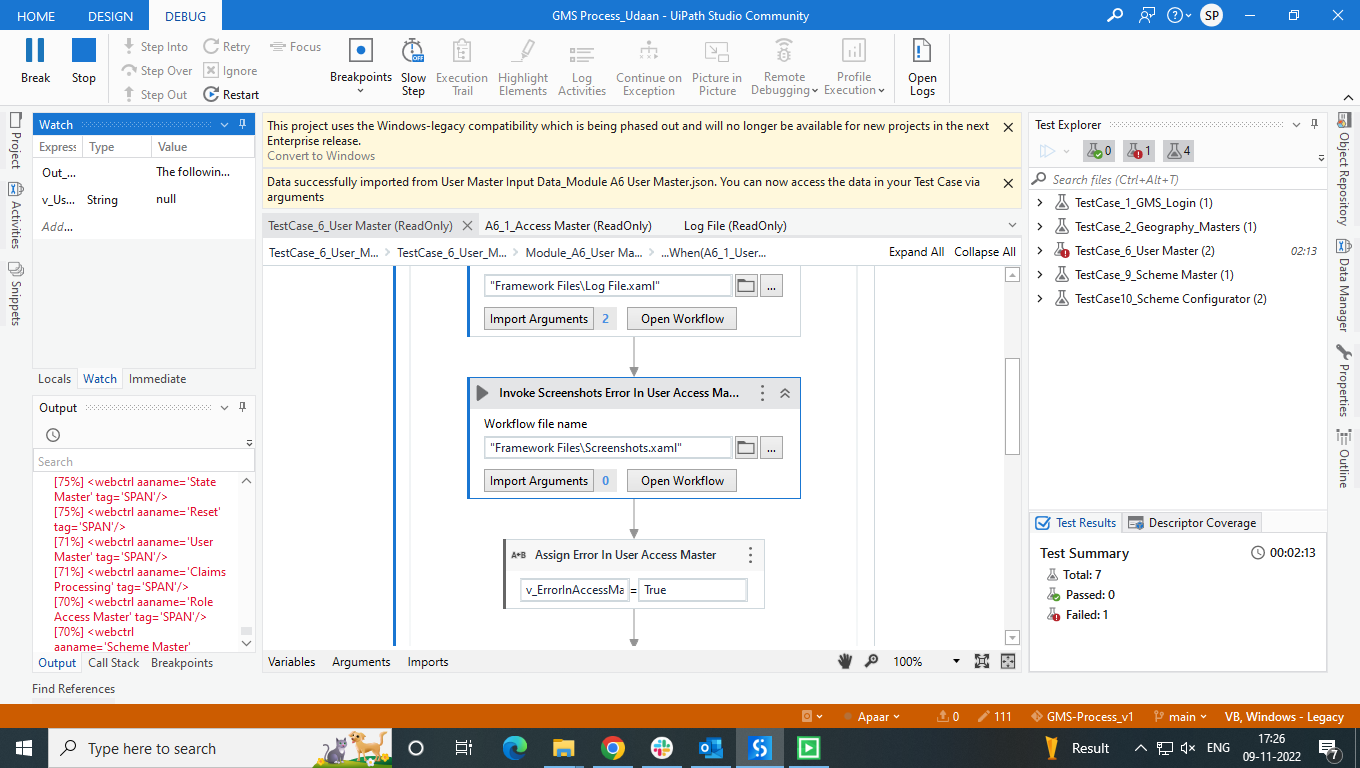 HOME DESIGN DEBUG
GMS Process_Udaan - UiPath Studio Community
SP
Break
Stop
Step Into
Step Over
Step Out
Retry
Ignore
Restart
Focus
Breakpoints
Slow
Step
Execution
Trail
Highlight
Elements
Log
Activities
Continue on
Exception
Picture in
Picture
Remote
Debugging
Profile
Execution
Open
Logs
Project
Activities
Snippets
Watch
Expres Type Value
Out_... The followin...
v_Us... String null
Add...
Locals Watch Immediate
Output
Search
[75%] <webctrl aaname='State
Master' tag='SPAN'/>
[75%] <webctrl aaname='Reset'
tag='SPAN'/>
[71%] <webctrl aaname='User
Master' tag='SPAN'/>
[71%] <webctrl aaname='Claims
Processing' tag='SPAN'/>
[70%] <webctrl aaname='Role
Access Master' tag='SPAN'/>
[70%] <webctrl
aaname='Scheme Master'
Output Call Stack Breakpoints
Find References
This project uses the Windows-legacy compatibility which is being phased out and will no longer be available for new projects in the next
Enterprise release.
Convert to Windows
Data successfully imported from User Master Input Data_Module A6 User Master.json. You can now access the data in your Test Case via
arguments
TestCase_6_User Master (ReadOnly) A6_1_Access Master (ReadOnly) Log File (ReadOnly)
TestCase_6_User_M... TestCase_6_User_M... Module_A6_User Ma... ...When(A6_1_User... Expand All Collapse All
"Framework Files\Log File.xaml" ...
Import Arguments 2 Open Workflow
Invoke Screenshots Error In User Access Ma...
Workflow file name
"Framework Files\Screenshots.xaml" ...
Import Arguments 0 Open Workflow
A*B Assign Error In User Access Master
v_ErrorInAccessMa = True
Variables Arguments Imports
100%
Test Explorer
0 1 4
Search files (Ctrl+Alt+T)
TestCase_1_GMS_Login (1)
TestCase_2_Geography_Masters (1)
TestCase_6_User Master (2) 02:13
TestCase_9_Scheme Master (1)
TestCase10_Scheme Configurator (2)
Test Results Descriptor Coverage
Test Summary 00:02:13
Total: 7
Passed: 0
Failed: 1
Object Repository
Data Manager
Properties
Outline
Apaar 0 111 GMS-Process_v1 main VB, Windows - Legacy
Type here to search
Result ENG
17:26
09-11-2022
7